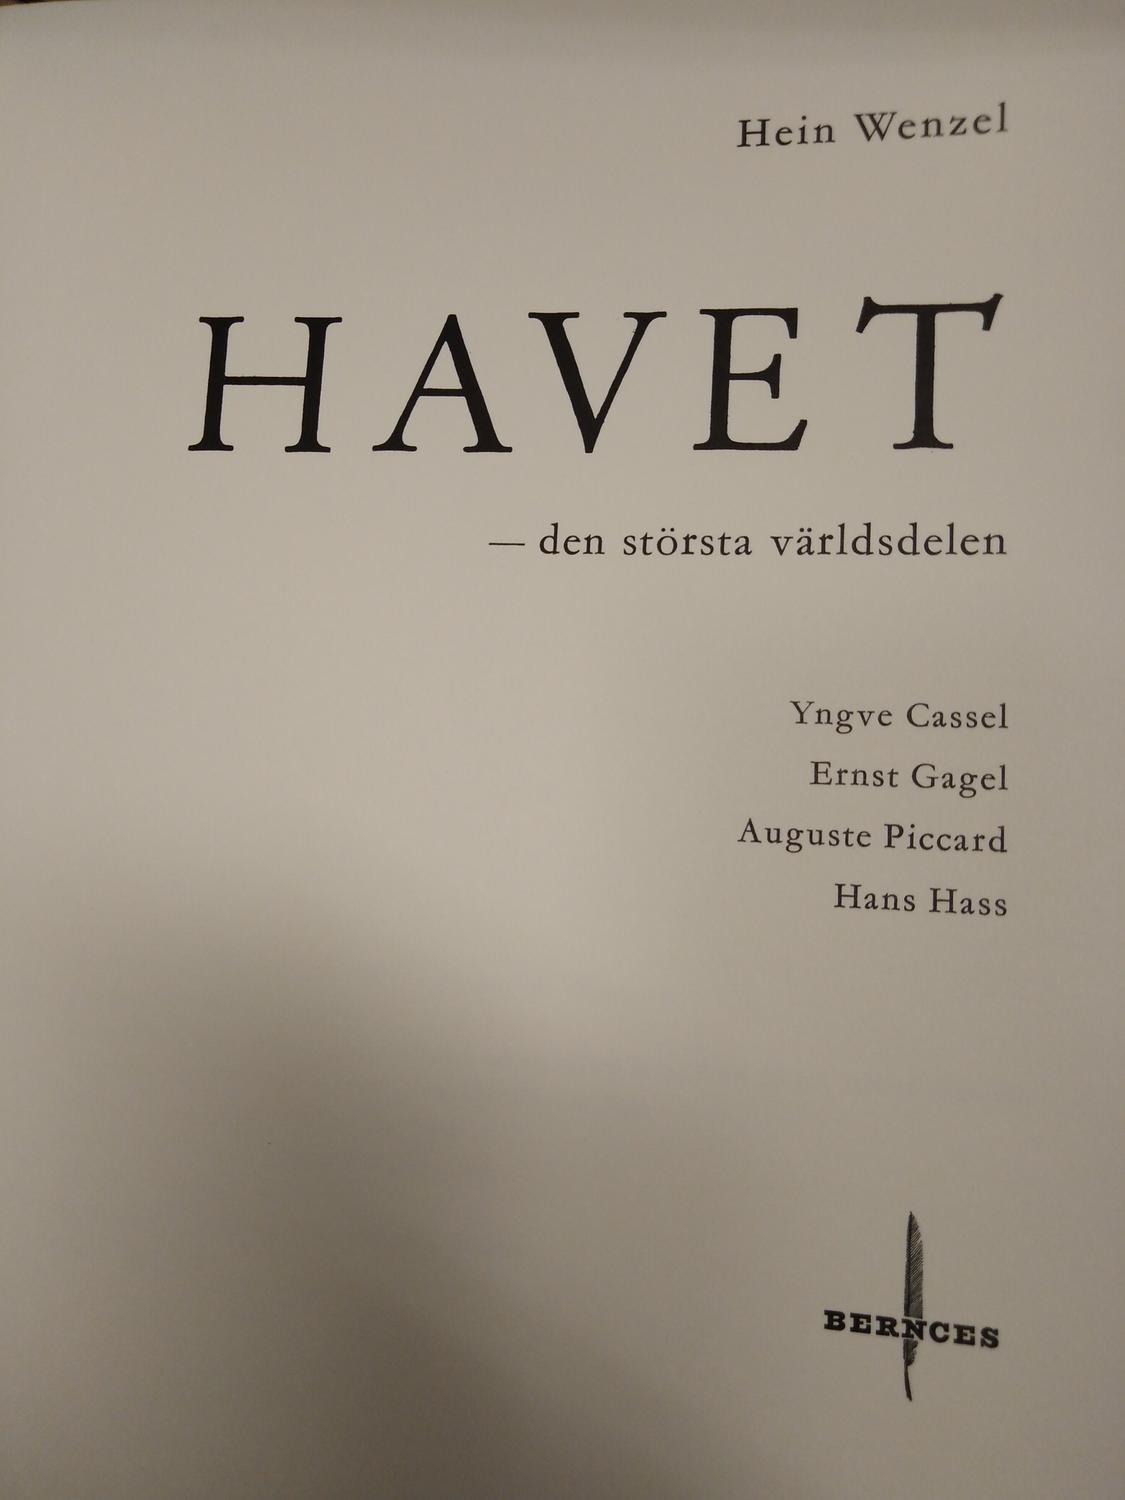 Hein Wenzel
HAVET
— den största världsdelen
Yngve Cassel
Ernst Gagel
Auguste Piccard
Hans Hass
BERNCES